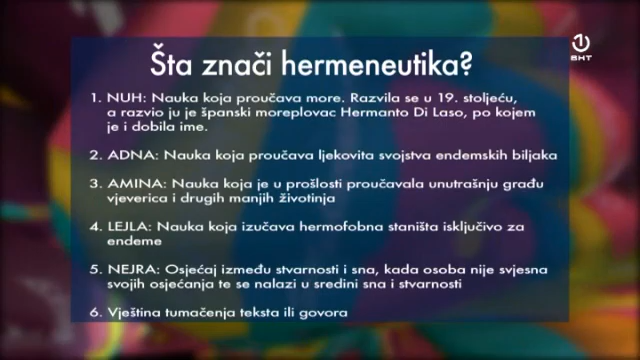 Šta znači hermeneutika?
1
BHT
1. NUH: Nauka koja proučava more. Razvila se u 19. stoljeću,
a razvio ju je španski moreplovac Hermanto Di Laso, po kojem
je i dobila ime.
2. ADNA: Nauka koja proučava ljekovita svojstva endemskih biljaka
3. AMINA: Nauka koja je u prošlosti proučavala unutrašnju građu
vjeverica i drugih manjih životinja
4. LEJLA: Nauka koja izučava hermofobna staništa isključivo za
endeme
5. NEJRA: Osjećaj između stvarnosti i sna, kada osoba nije svjesna
svojih osjećanja te se nalazi u sredini sna i stvarnosti
6. Vještina tumačenja teksta ili govora